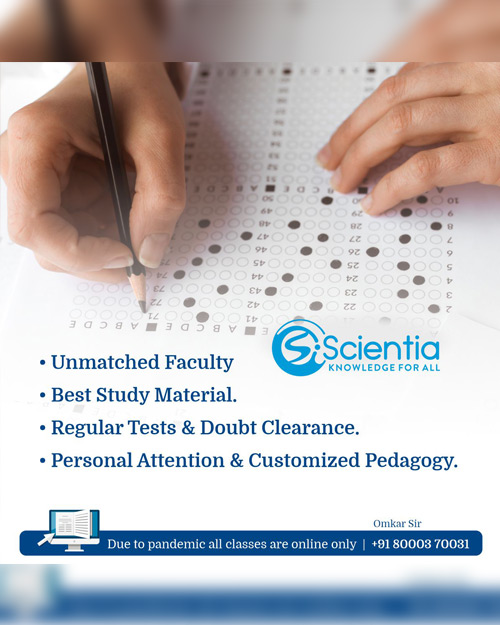 Scientia
KNOWLEDGE FOR ALL
• Unmatched Faculty
• Best Study Material.
• Regular Tests & Doubt Clearance.
• Personal Attention & Customized Pedagogy.
Omkar Sir
Due to pandemic all classes are online only | +91 80003 70031